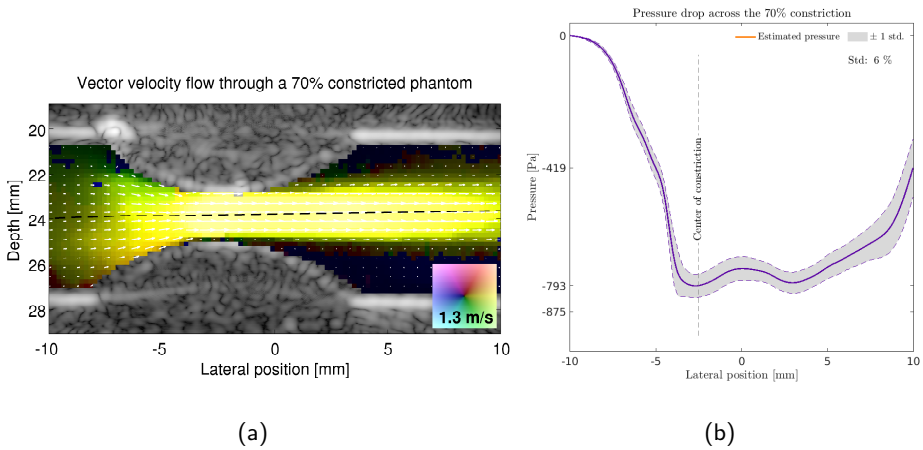 Vector velocity flow through a 70% constricted phantom
Depth [mm]
20
22
24
26
28
1.3 m/s
-10
-5
0
5
10
Lateral position [mm]
(a)
Pressure drop across the 70% constriction
Estimated pressure
± 1 std.
Std: 6 %
Center of constriction
Pressure [Pa]
0
-419
-793
-875
-10
-5
0
5
10
Lateral position [mm]
(b)